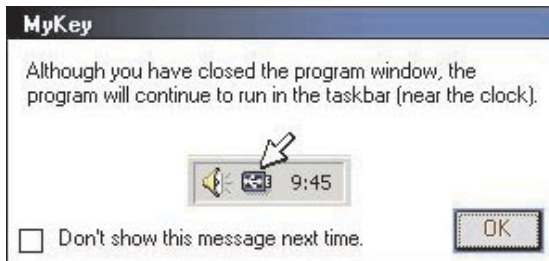 MyKey
Although you have closed the program window, the
program will continue to run in the taskbar (near the clock).
9:45
Don't show this message next time.
OK